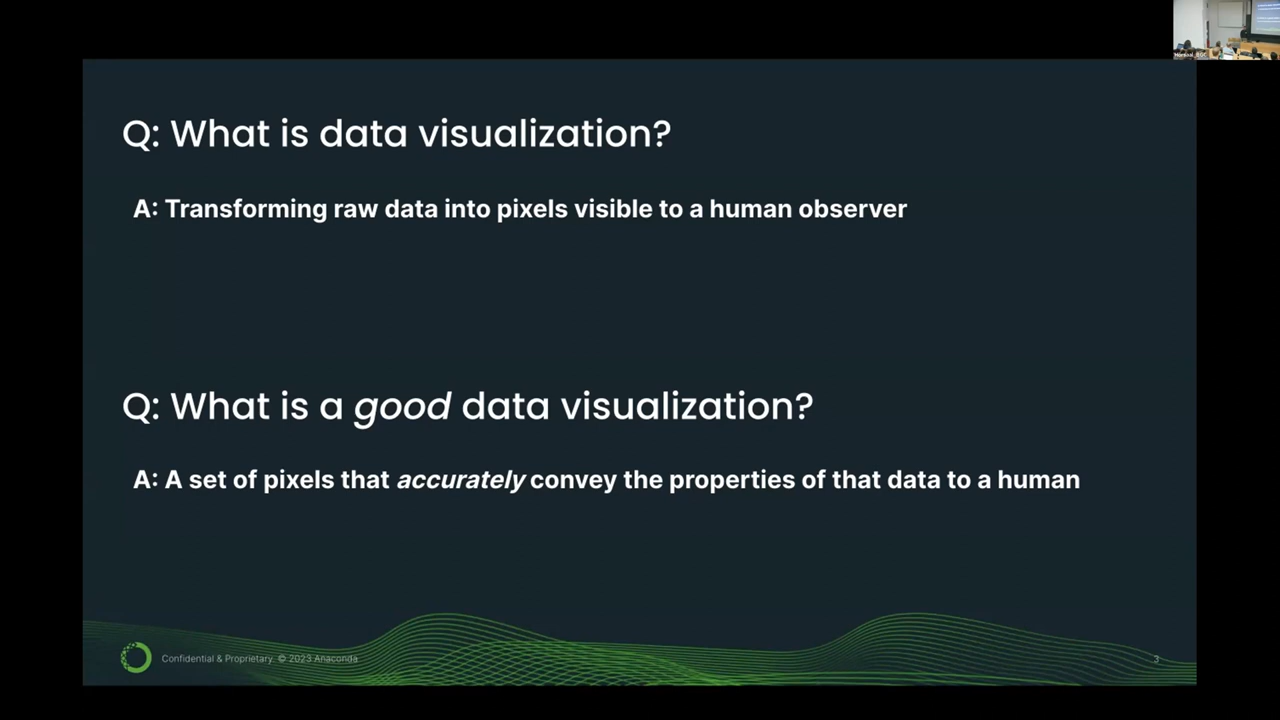 Q: What is data visualization?
A: Transforming raw data into pixels visible to a human observer
Q: What is a good data visualization?
A: A set of pixels that accurately convey the properties of that data to a human
Confidential & Proprietary. © 2023 Anaconda
3